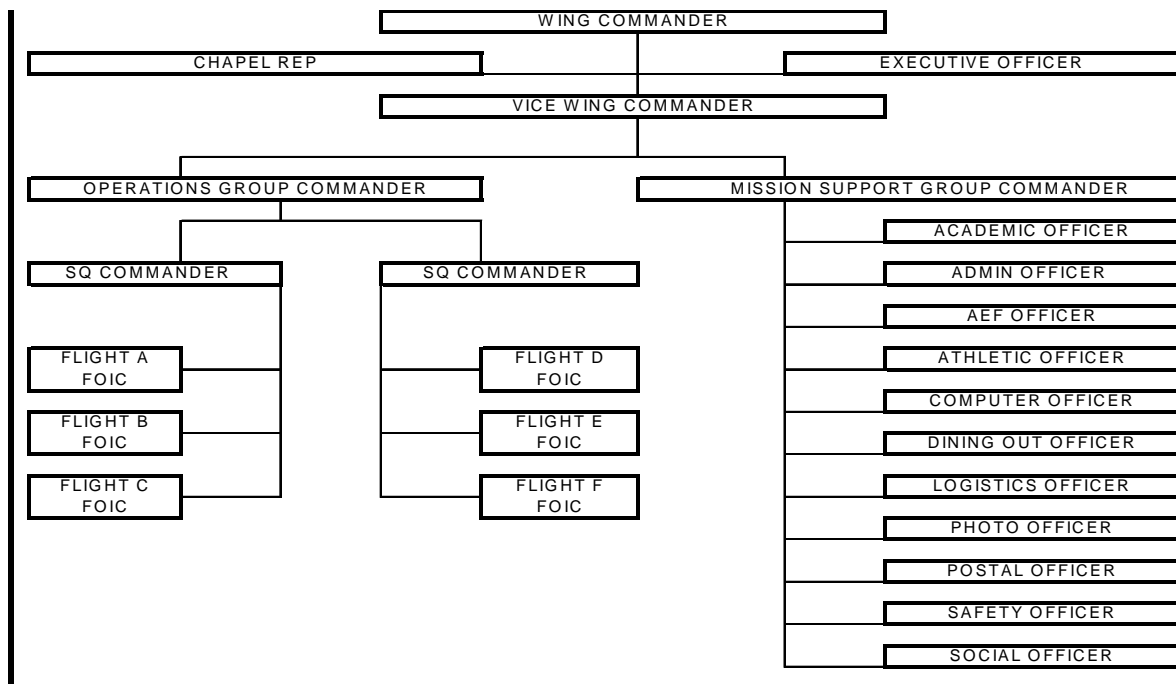 WING COMMANDER
CHAPEL REP
EXECUTIVE OFFICER
VICE WING COMMANDER
OPERATIONS GROUP COMMANDER
MISSION SUPPORT GROUP COMMANDER
ACADEMIC OFFICER
SQ COMMANDER
SQ COMMANDER
ADMIN OFFICER
AEF OFFICER
FLIGHT A
FOIC
FLIGHT D
FOIC
ATHLETIC OFFICER
COMPUTER OFFICER
FLIGHT B
FOIC
FLIGHT E
FOIC
DINING OUT OFFICER
FLIGHT C
FOIC
FLIGHT F
FOIC
LOGISTICS OFFICER
PHOTO OFFICER
POSTAL OFFICER
SAFETY OFFICER
SOCIAL OFFICER